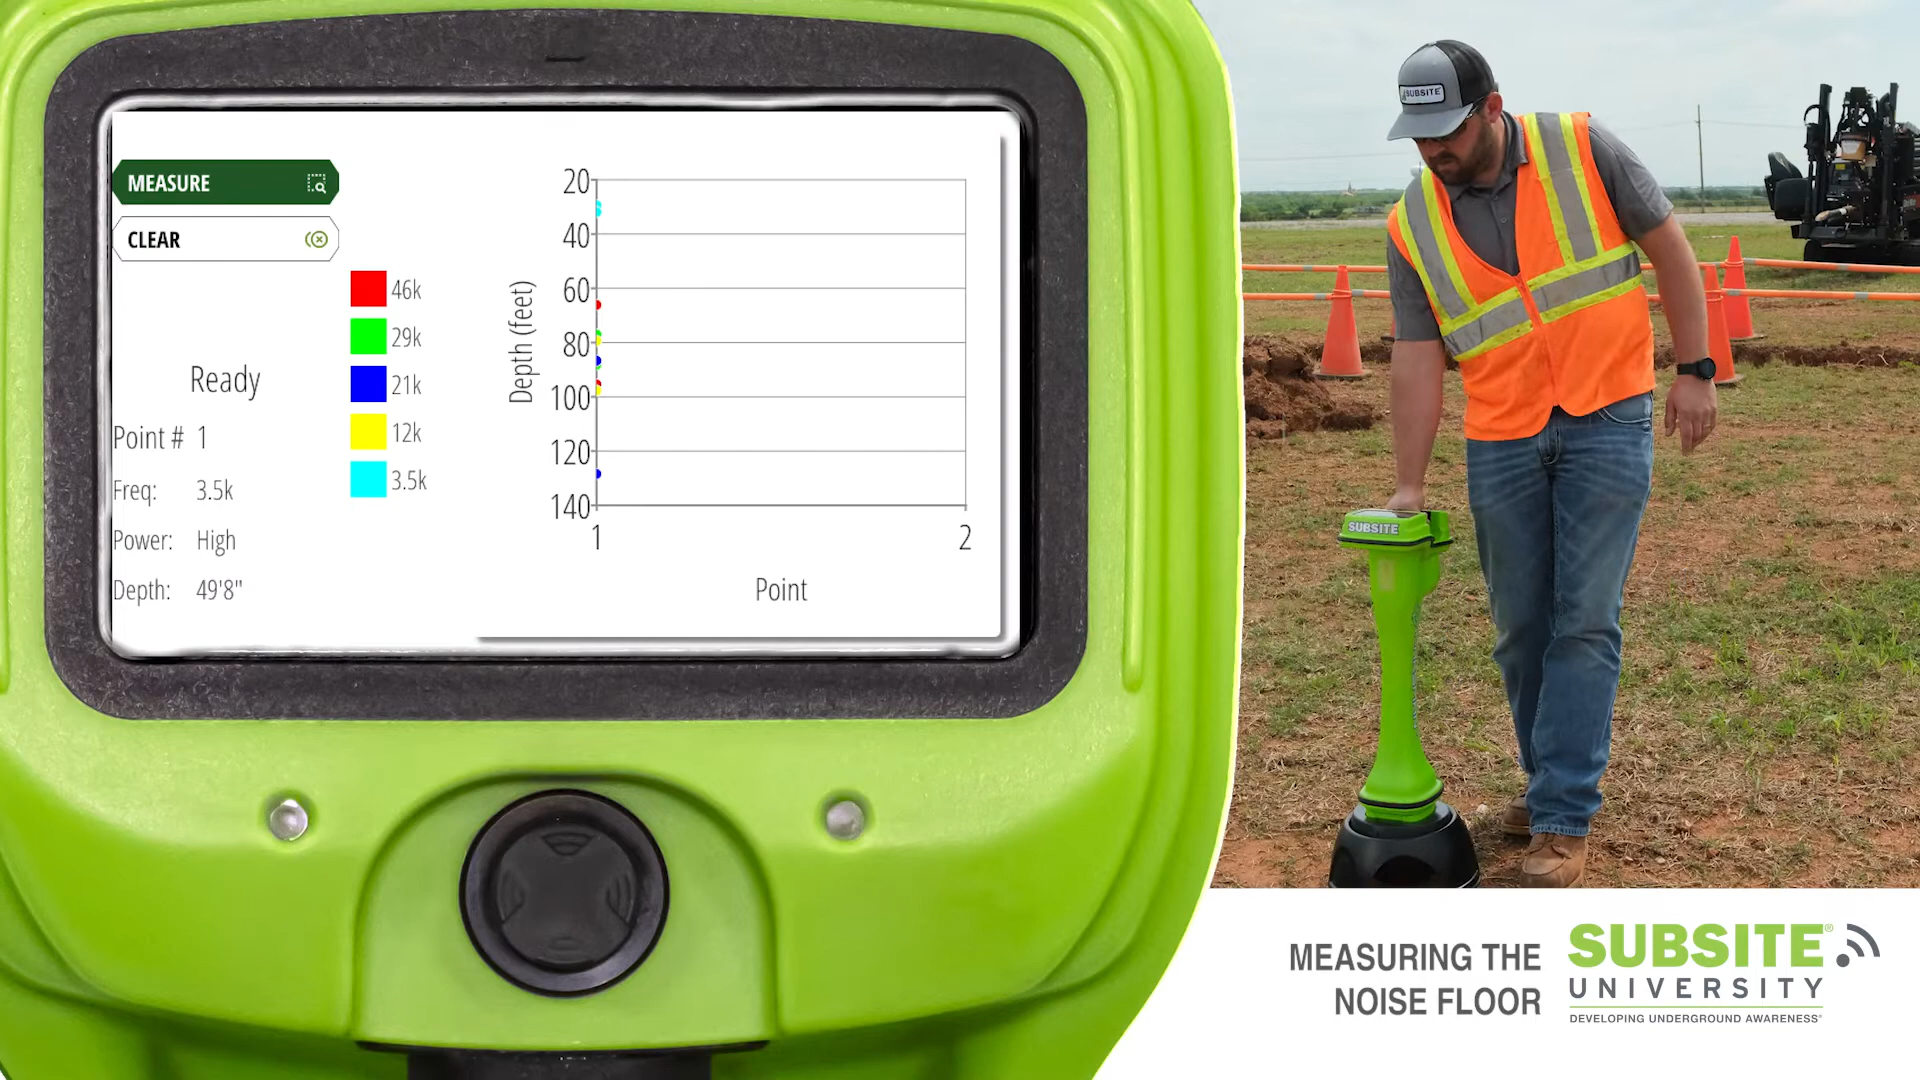 MEASURE
CLEAR
Ready
Point # 1
Freq: 3.5k
Power: High
Depth: 49'8"
46k
29k
21k
12k
3.5k
Depth (feet)
20
40
60
80
100
120
140
1
2
Point
SUBSITE
SUBSITE
MEASURING THE
NOISE FLOOR
SUBSITE®
UNIVERSITY
DEVELOPING UNDERGROUND AWARENESS®